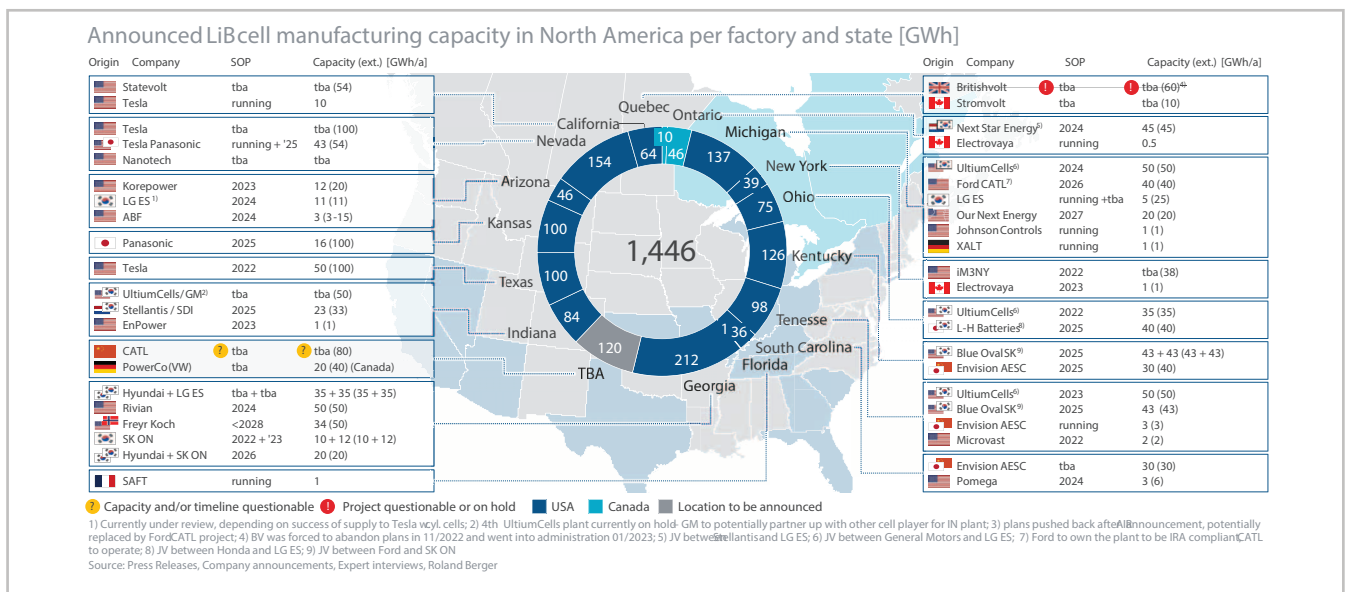 Announced LiB cell manufacturing capacity in North America per factory and state [GWh]
Origin Company SOP Capacity (ext.) [GWh/a]
Statevolt tba tba (54)
Tesla running 10
Tesla tba tba (100)
Tesla Panasonic running + '25 43 (54)
Nanotech tba tba
Korepower 2023 12 (20)
LG ES 1) 2024 11 (11)
ABF 2024 3 (3-15)
Panasonic 2025 16 (100)
Tesla 2022 50 (100)
UltiumCells/GM2) tba tba (50)
Stellantis / SDI 2025 23 (33)
EnPower 2023 1 (1)
CATL ? tba ? tba (80)
PowerCo (VW) tba 20 (40) (Canada)
Hyundai + LG ES tba + tba 35 + 35 (35 + 35)
Rivian 2024 50 (50)
Freyr Koch <2028 34 (50)
SK ON 2022 + '23 10 + 12 (10 + 12)
Hyundai + SK ON 2026 20 (20)
SAFT running 1
Quebec
Ontario
California
Michigan
Nevada
New York
Arizona
Ohio
Kansas
Kentucky
Texas
Tenesse
Indiana
South Carolina
Florida
TBA
Georgia
10
64
46
154
137
39
46
75
100
1,446
126
100
98
84
1
36
120
212
Origin Company SOP Capacity (ext.) [GWh/a]
Britishvolt ! tba ! tba (60)4)
Stromvolt tba tba (10)
Next Star Energy5) 2024 45 (45)
Electrovaya running 0.5
UltiumCells6) 2024 50 (50)
Ford CATL7) 2026 40 (40)
LG ES running +tba 5 (25)
Our Next Energy 2027 20 (20)
Johnson Controls running 1 (1)
XALT running 1 (1)
iM3NY 2022 tba (38)
Electrovaya 2023 1 (1)
UltiumCells6) 2022 35 (35)
L-H Batteries8) 2025 40 (40)
Blue Oval SK9) 2025 43 + 43 (43 + 43)
Envision AESC 2025 30 (40)
UltiumCells6) 2023 50 (50)
Blue Oval SK9) 2025 43 (43)
Envision AESC running 3 (3)
Microvast 2022 2 (2)
Envision AESC tba 30 (30)
Pomega 2024 3 (6)
? Capacity and/or timeline questionable ! Project questionable or on hold USA Canada Location to be announced
1) Currently under review, depending on success of supply to Tesla w cyl. cells; 2) 4th UltiumCells plant currently on hold - GM to potentially partner up with other cell player for IN plant; 3) plans pushed back after announcement, potentially
replaced by Ford CATL project; 4) BV was forced to abandon plans in 11/2022 and went into administration 01/2023; 5) JV between Stellantis and LG ES; 6) JV between General Motors and LG ES; 7) Ford to own the plant to be IRA compliant, CATL
to operate; 8) JV between Honda and LG ES; 9) JV between Ford and SK ON
Source: Press Releases, Company announcements, Expert interviews, Roland Berger